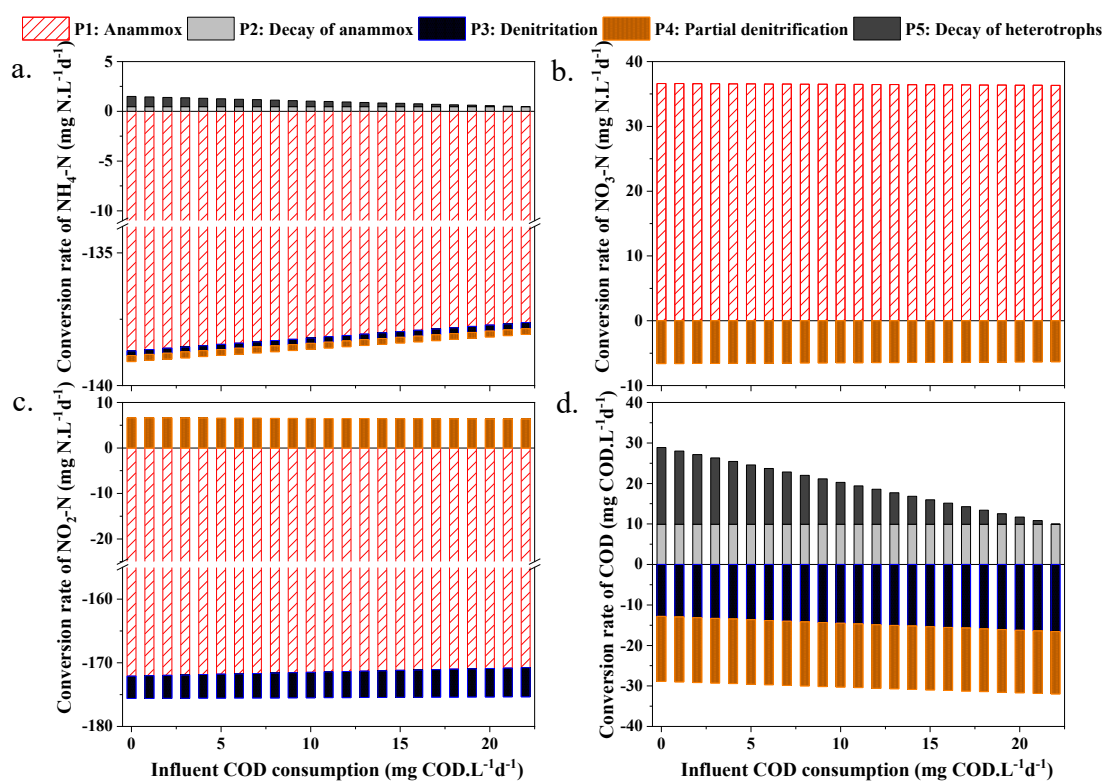 P1: Anammox P2: Decay of anammox P3: Denitritation P4: Partial denitrification P5: Decay of heterotrophs
a.
Conversion rate of NH₄-N (mg N.L⁻¹d⁻¹)
5
0
-5
-10
-135
-140
b.
Conversion rate of NO₃-N (mg N.L⁻¹d⁻¹)
40
30
20
10
0
-10
c.
Conversion rate of NO₂-N (mg N.L⁻¹d⁻¹)
10
0
-10
-20
-160
-170
-180
0 5 10 15 20
Influent COD consumption (mg COD.L⁻¹d⁻¹)
d.
Conversion rate of COD (mg COD.L⁻¹d⁻¹)
40
30
20
10
0
-10
-20
-30
-40
0 5 10 15 20
Influent COD consumption (mg COD.L⁻¹d⁻¹)